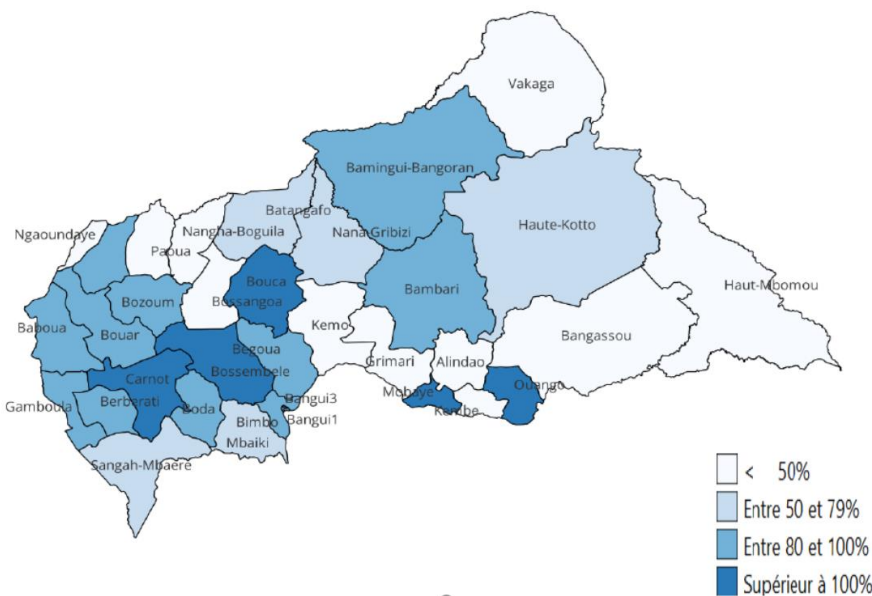 Vakaga
Bamingui-Bangoran
Batangafo
Haute-Kotto
Ngaoundaye
Nangha-Boguila
Nana-Gribizi
Paoua
Bouca
Haut-Mbomou
Bambari
Bozoum
Bossangoa
Baboua
Kemo
Bouar
Bangassou
Begoua
Grimari
Alindao
Bossembele
Carnot
Ouango
Mobaye
Gamboula
Berberati
Boda
Bangui3
Kembe
Bimbo
Bangui1
Mbaiki
Sangah-Mbaere
< 50%
Entre 50 et 79%
Entre 80 et 100%
Supérieur à 100%